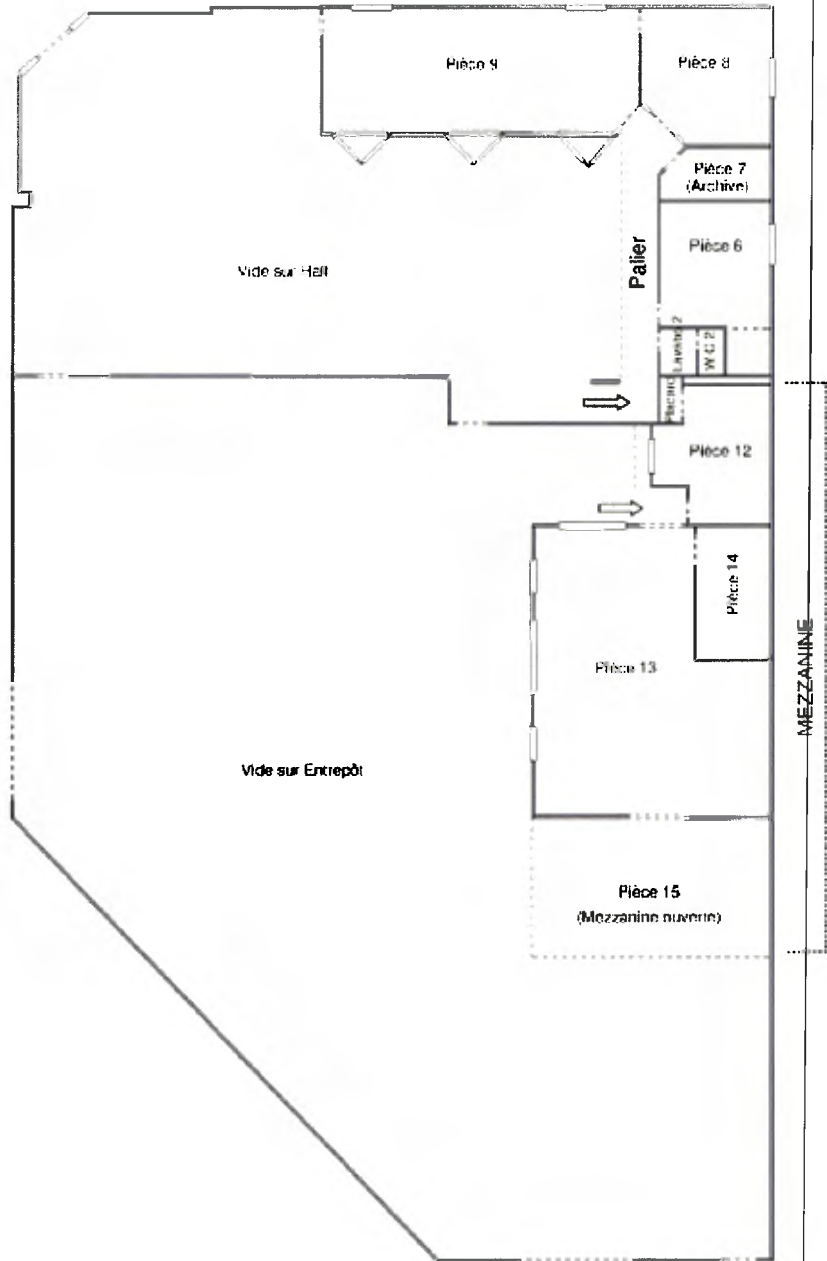 Pièce 9
Pièce 8
Pièce 7
(Archive)
Pièce 6
Palier
Vide sur Hall
Lavabo 2
W-C 2
Placard
Pièce 12
Pièce 14
Pièce 13
MEZZANINE
Vide sur Entrepôt
Pièce 15
(Mezzanine ouverte)